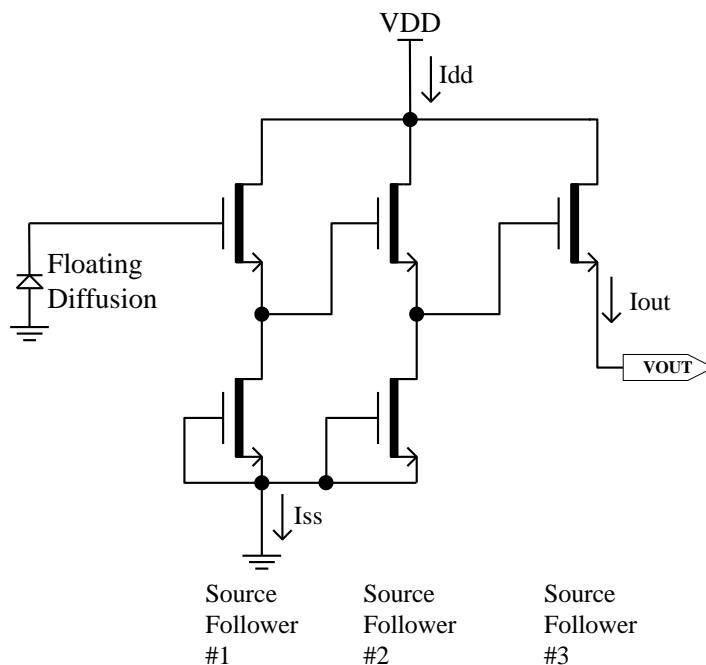 VDD
Idd
Floating
Diffusion
Iout
VOUT
Iss
Source
Follower
#1
Source
Follower
#2
Source
Follower
#3